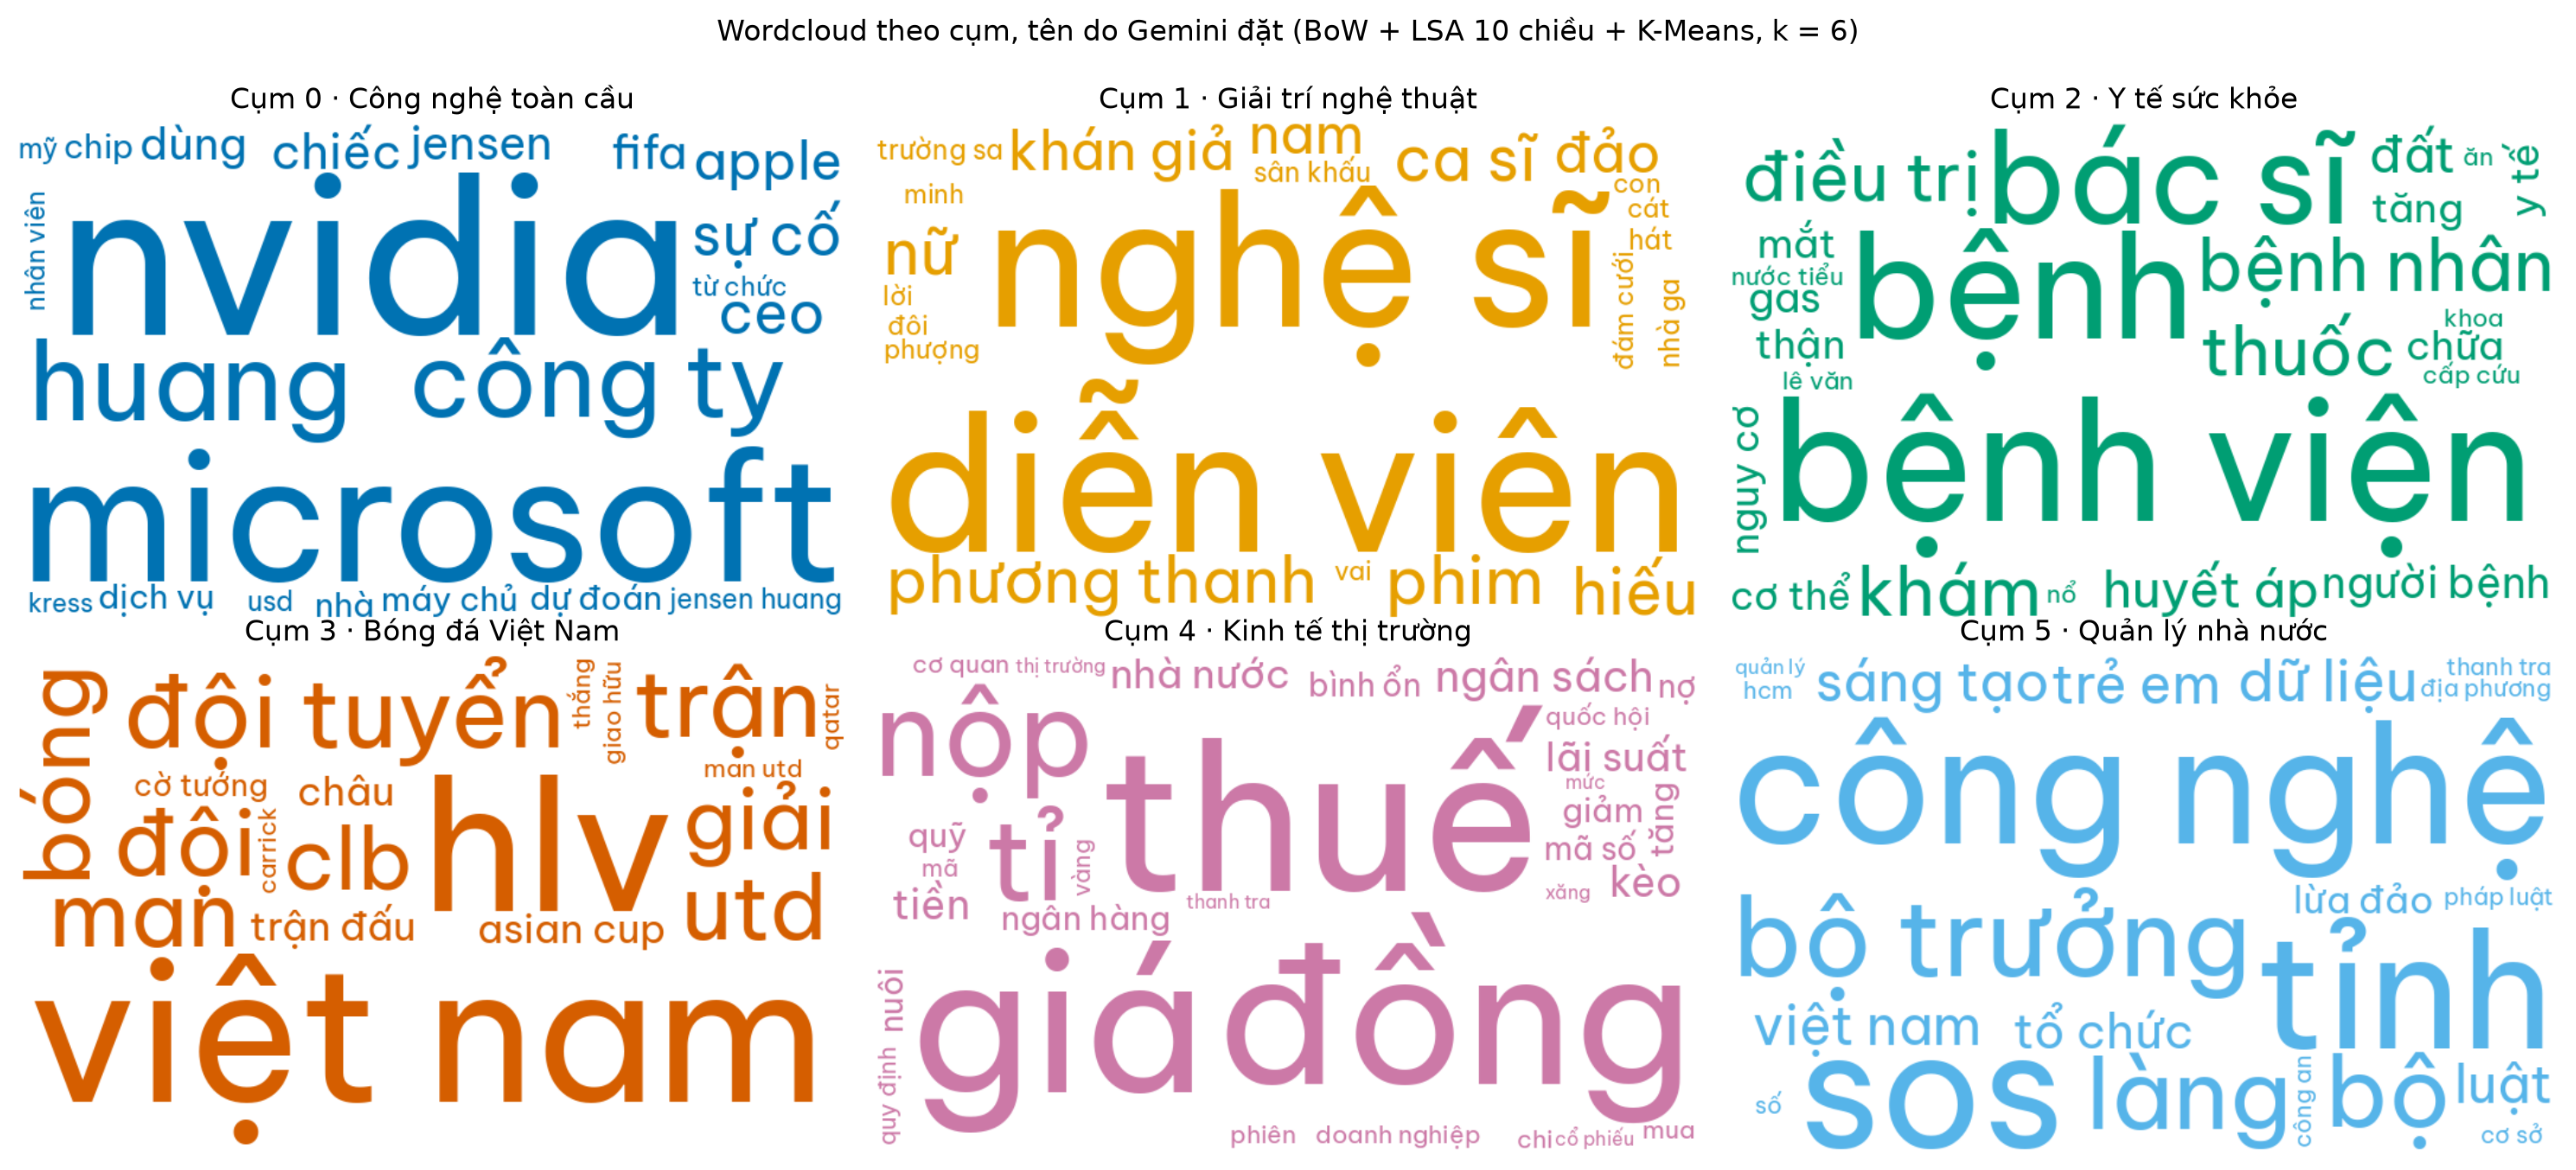 Wordcloud theo cụm, tên do Gemini đặt (BoW + LSA 10 chiều + K-Means, k = 6)
Cụm 0 · Công nghệ toàn cầu
mỹ chip dùng chiếc jensen fifa apple
nhân viên nvidia sự cố
từ chức
ceo
huang công ty
microsoft
kress dịch vụ usd nhà máy chủ dự đoán jensen huang
Cụm 1 · Giải trí nghệ thuật
trường sa khán giả nam ca sĩ đảo
minh sân khấu con
cát
nữ nghệ sĩ hát
lời
đôi
phượng đám cưới nhà ga
diễn viên
phương thanh vai phim hiếu
Cụm 2 · Y tế sức khỏe
điều trị bác sĩ đất ăn y tế
tăng
mắt bệnh bệnh nhân
nước tiểu
gas khoa
thận thuốc chữa
lê văn cấp cứu
nguy cơ bệnh viện
cơ thể khám nổ huyết áp người bệnh
Cụm 3 · Bóng đá Việt Nam
bóng đội tuyển thắng giao hữu trận qatar
cờ tướng châu man utd
đội carrick clb hlv giải
man trận đấu asian cup utd
việt nam
Cụm 4 · Kinh tế thị trường
cơ quan thị trường nhà nước bình ổn ngân sách nợ
nộp thuế quốc hội
lãi suất
mức
quỹ tỉ vàng giảm tăng
mã mã số
tiền ngân hàng thanh tra xăng kèo
quy định nuôi giá đồng
phiên doanh nghiệp chi cổ phiếu mua
Cụm 5 · Quản lý nhà nước
quản lý sáng tạo trẻ em dữ liệu thanh tra
hcm địa phương
công nghệ
bộ trưởng lừa đảo pháp luật
tỉnh
việt nam tổ chức
số sos làng công an bộ luật
cơ sở